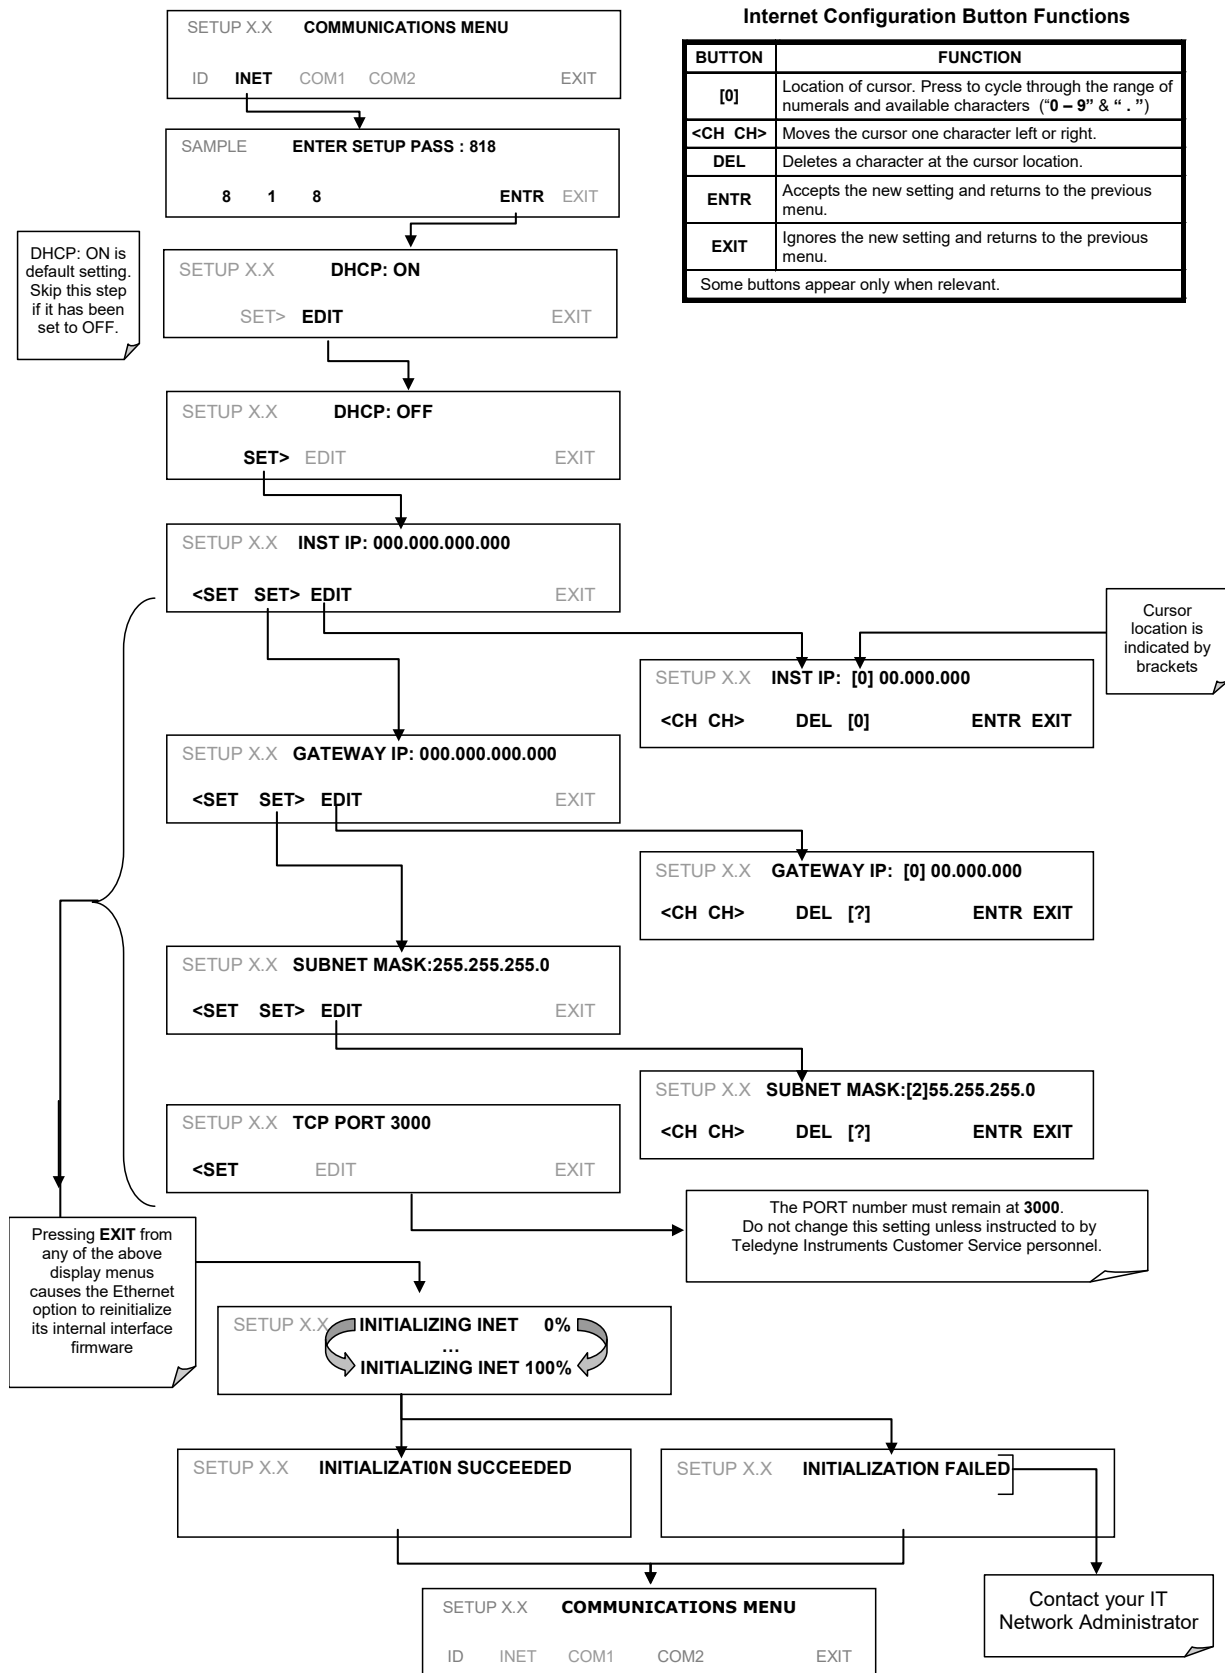 SETUP X.X COMMUNICATIONS MENU
ID INET COM1 COM2 EXIT
Internet Configuration Button Functions
BUTTON FUNCTION
[0] Location of cursor. Press to cycle through the range of
numerals and available characters (“0 – 9” & “ . ”)
<CH CH> Moves the cursor one character left or right.
DEL Deletes a character at the cursor location.
ENTR Accepts the new setting and returns to the previous
menu.
EXIT Ignores the new setting and returns to the previous
menu.
Some buttons appear only when relevant.
SAMPLE ENTER SETUP PASS : 818
8 1 8 ENTR EXIT
DHCP: ON is
default setting.
Skip this step
if it has been
set to OFF.
SETUP X.X DHCP: ON
SET> EDIT EXIT
SETUP X.X DHCP: OFF
SET> EDIT EXIT
SETUP X.X INST IP: 000.000.000.000
<SET SET> EDIT EXIT
Cursor
location is
indicated by
brackets
SETUP X.X INST IP: [0] 00.000.000
<CH CH> DEL [0] ENTR EXIT
SETUP X.X GATEWAY IP: 000.000.000.000
<SET SET> EDIT EXIT
SETUP X.X GATEWAY IP: [0] 00.000.000
<CH CH> DEL [?] ENTR EXIT
SETUP X.X SUBNET MASK:255.255.255.0
<SET SET> EDIT EXIT
SETUP X.X SUBNET MASK:[2]55.255.255.0
<CH CH> DEL [?] ENTR EXIT
SETUP X.X TCP PORT 3000
<SET EDIT EXIT
The PORT number must remain at 3000.
Do not change this setting unless instructed to by
Teledyne Instruments Customer Service personnel.
Pressing EXIT from
any of the above
display menus
causes the Ethernet
option to reinitialize
its internal interface
firmware
SETUP X.X INITIALIZING INET 0%
…
INITIALIZING INET 100%
SETUP X.X INITIALIZATI0N SUCCEEDED
SETUP X.X INITIALIZATION FAILED
Contact your IT
Network Administrator
SETUP X.X COMMUNICATIONS MENU
ID INET COM1 COM2 EXIT